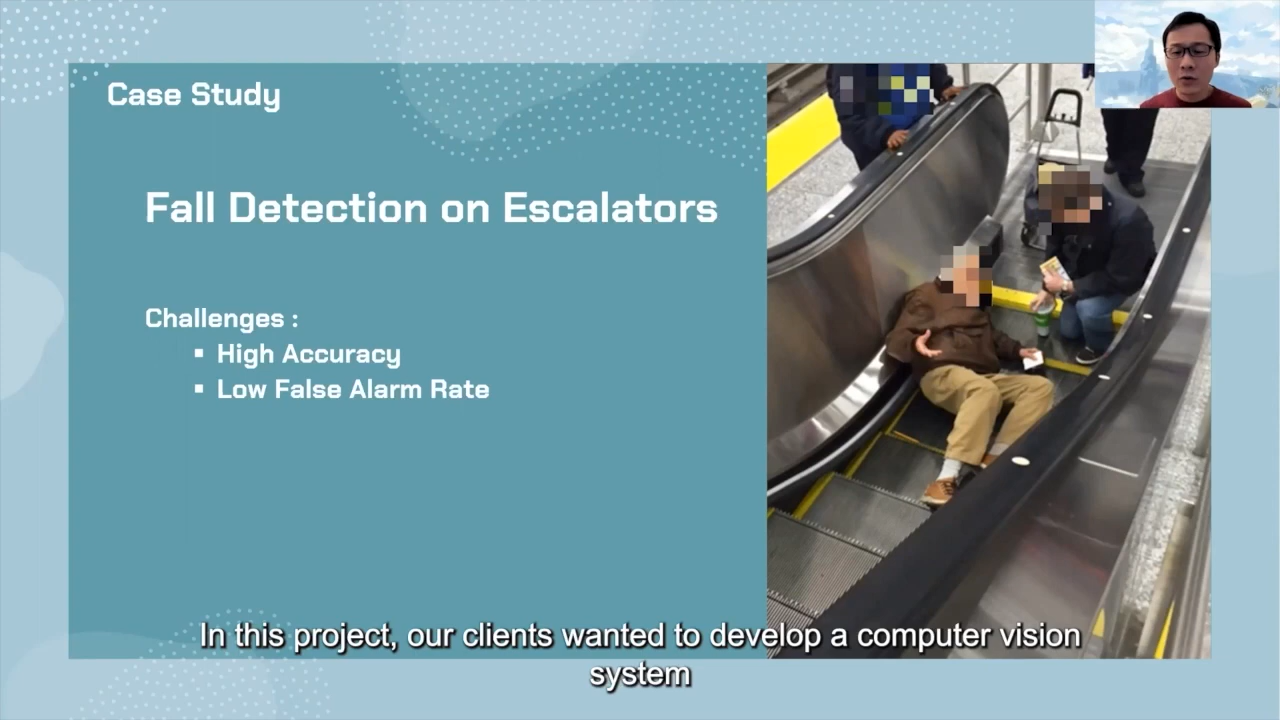 Case Study
Fall Detection on Escalators
Challenges :
▪ High Accuracy
▪ Low False Alarm Rate
In this project, our clients wanted to develop a computer vision
system